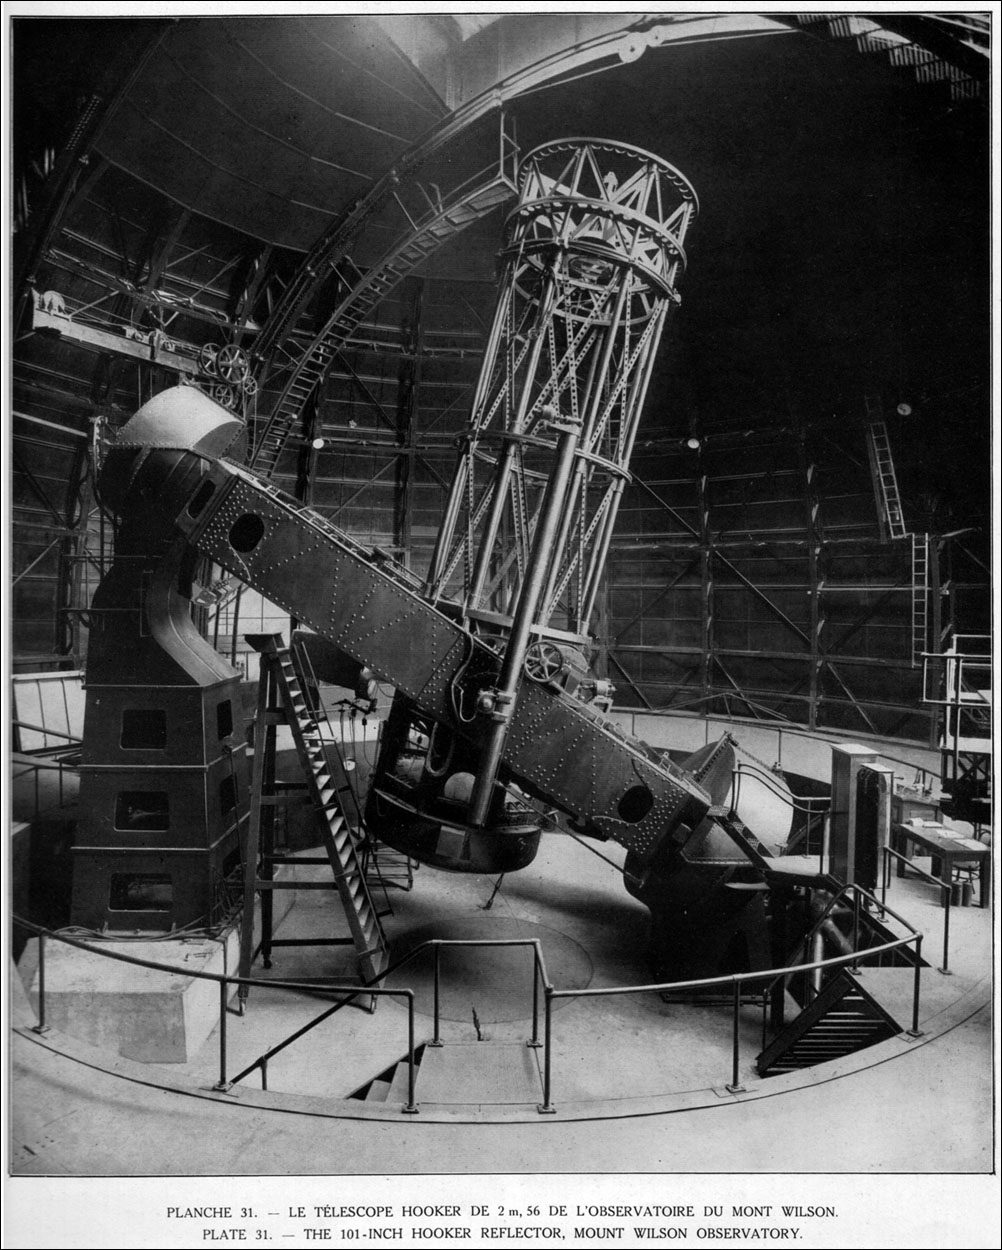 PLANCHE 31. — LE TÉLESCOPE HOOKER DE 2 m, 56 DE L'OBSERVATOIRE DU MONT WILSON.
PLATE 31. — THE 101-INCH HOOKER REFLECTOR, MOUNT WILSON OBSERVATORY.